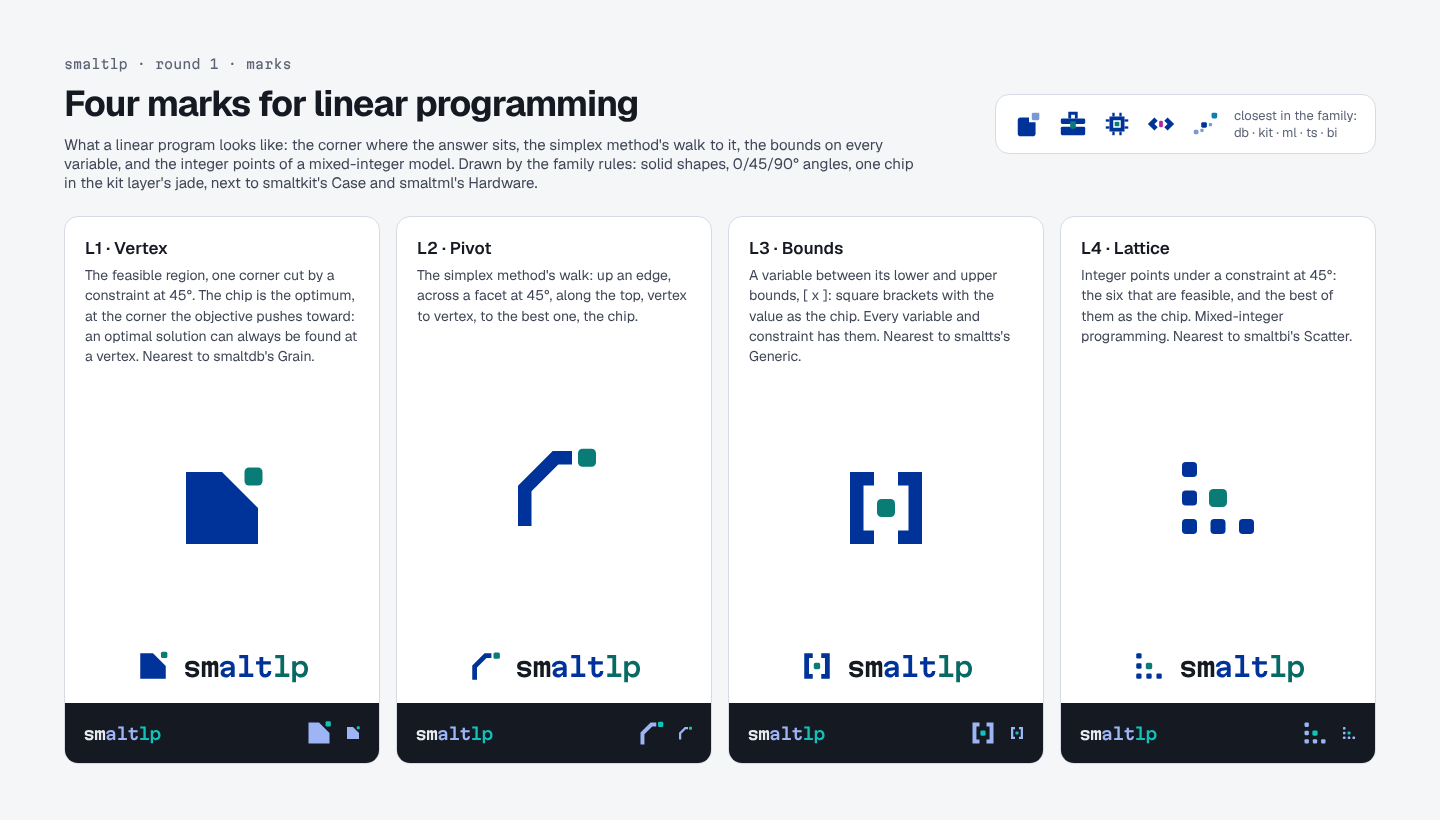 smaltlp · round 1 · marks
Four marks for linear programming
What a linear program looks like: the corner where the answer sits, the simplex method's walk to it, the bounds on every
variable, and the integer points of a mixed-integer model. Drawn by the family rules: solid shapes, 0/45/90° angles, one chip
in the kit layer's jade, next to smaltkit's Case and smaltml's Hardware.
closest in the family:
db · kit · ml · ts · bi
L1 · Vertex
The feasible region, one corner cut by a
constraint at 45°. The chip is the optimum,
at the corner the objective pushes toward:
an optimal solution can always be found at
a vertex. Nearest to smaltdb's Grain.
smaltlp
smaltlp
L2 · Pivot
The simplex method's walk: up an edge,
across a facet at 45°, along the top, vertex
to vertex, to the best one, the chip.
smaltlp
smaltlp
L3 · Bounds
A variable between its lower and upper
bounds, [ x ]: square brackets with the
value as the chip. Every variable and
constraint has them. Nearest to smaltts's
Generic.
smaltlp
smaltlp
L4 · Lattice
Integer points under a constraint at 45°:
the six that are feasible, and the best of
them as the chip. Mixed-integer
programming. Nearest to smaltbi's Scatter.
smaltlp
smaltlp